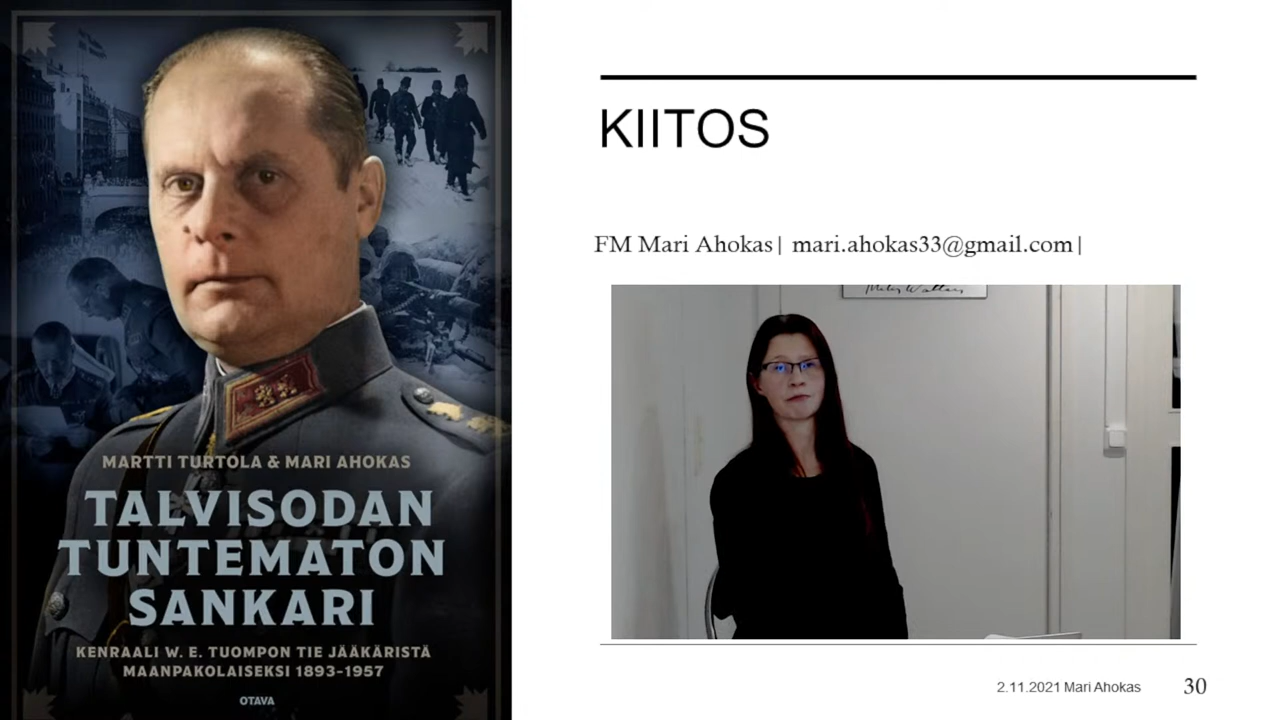 MARTTI TURTOLA & MARI AHOKAS
TALVISODAN
TUNTEMATON
SANKARI
KENRAALI W. E. TUOMPON TIE JÄÄKÄRISTÄ
MAANPAKOLAISEKSI 1893–1957
OTAVA
KIITOS
FM Mari Ahokas| mari.ahokas33@gmail.com|
2.11.2021 Mari Ahokas
30